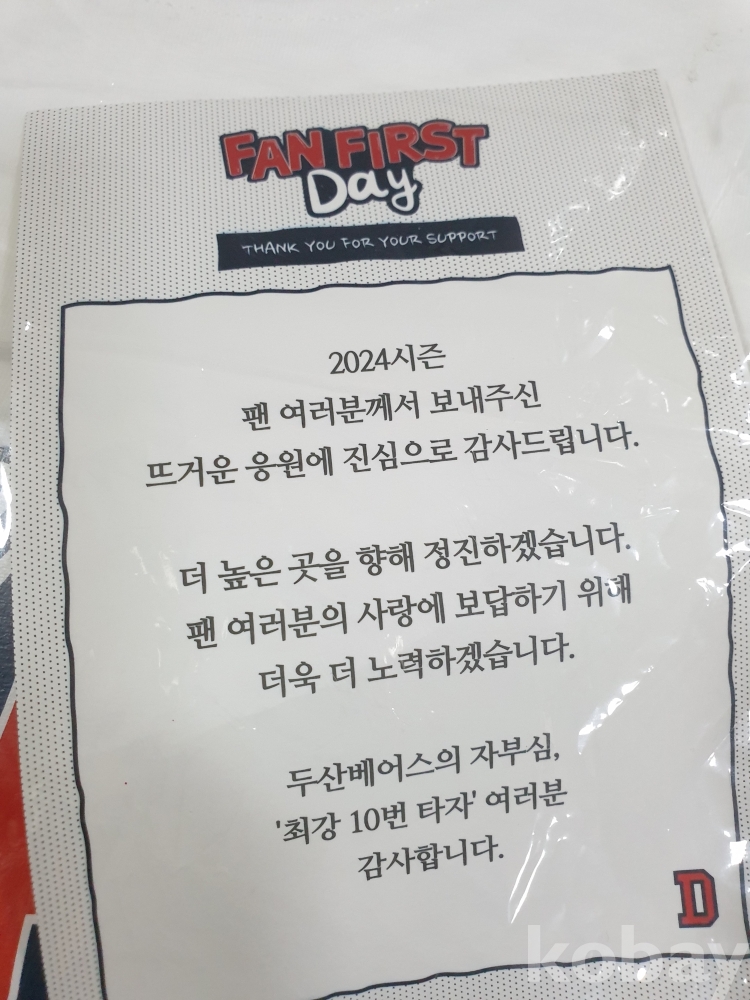 FAN FIRST
Day
THANK YOU FOR YOUR SUPPORT
2024시즌
팬 여러분께서 보내주신
뜨거운 응원에 진심으로 감사드립니다.
더 높은 곳을 향해 정진하겠습니다.
팬 여러분의 사랑에 보답하기 위해
더욱 더 노력하겠습니다.
두산베어스의 자부심,
'최강 10번 타자' 여러분
감사합니다.
D
kobay